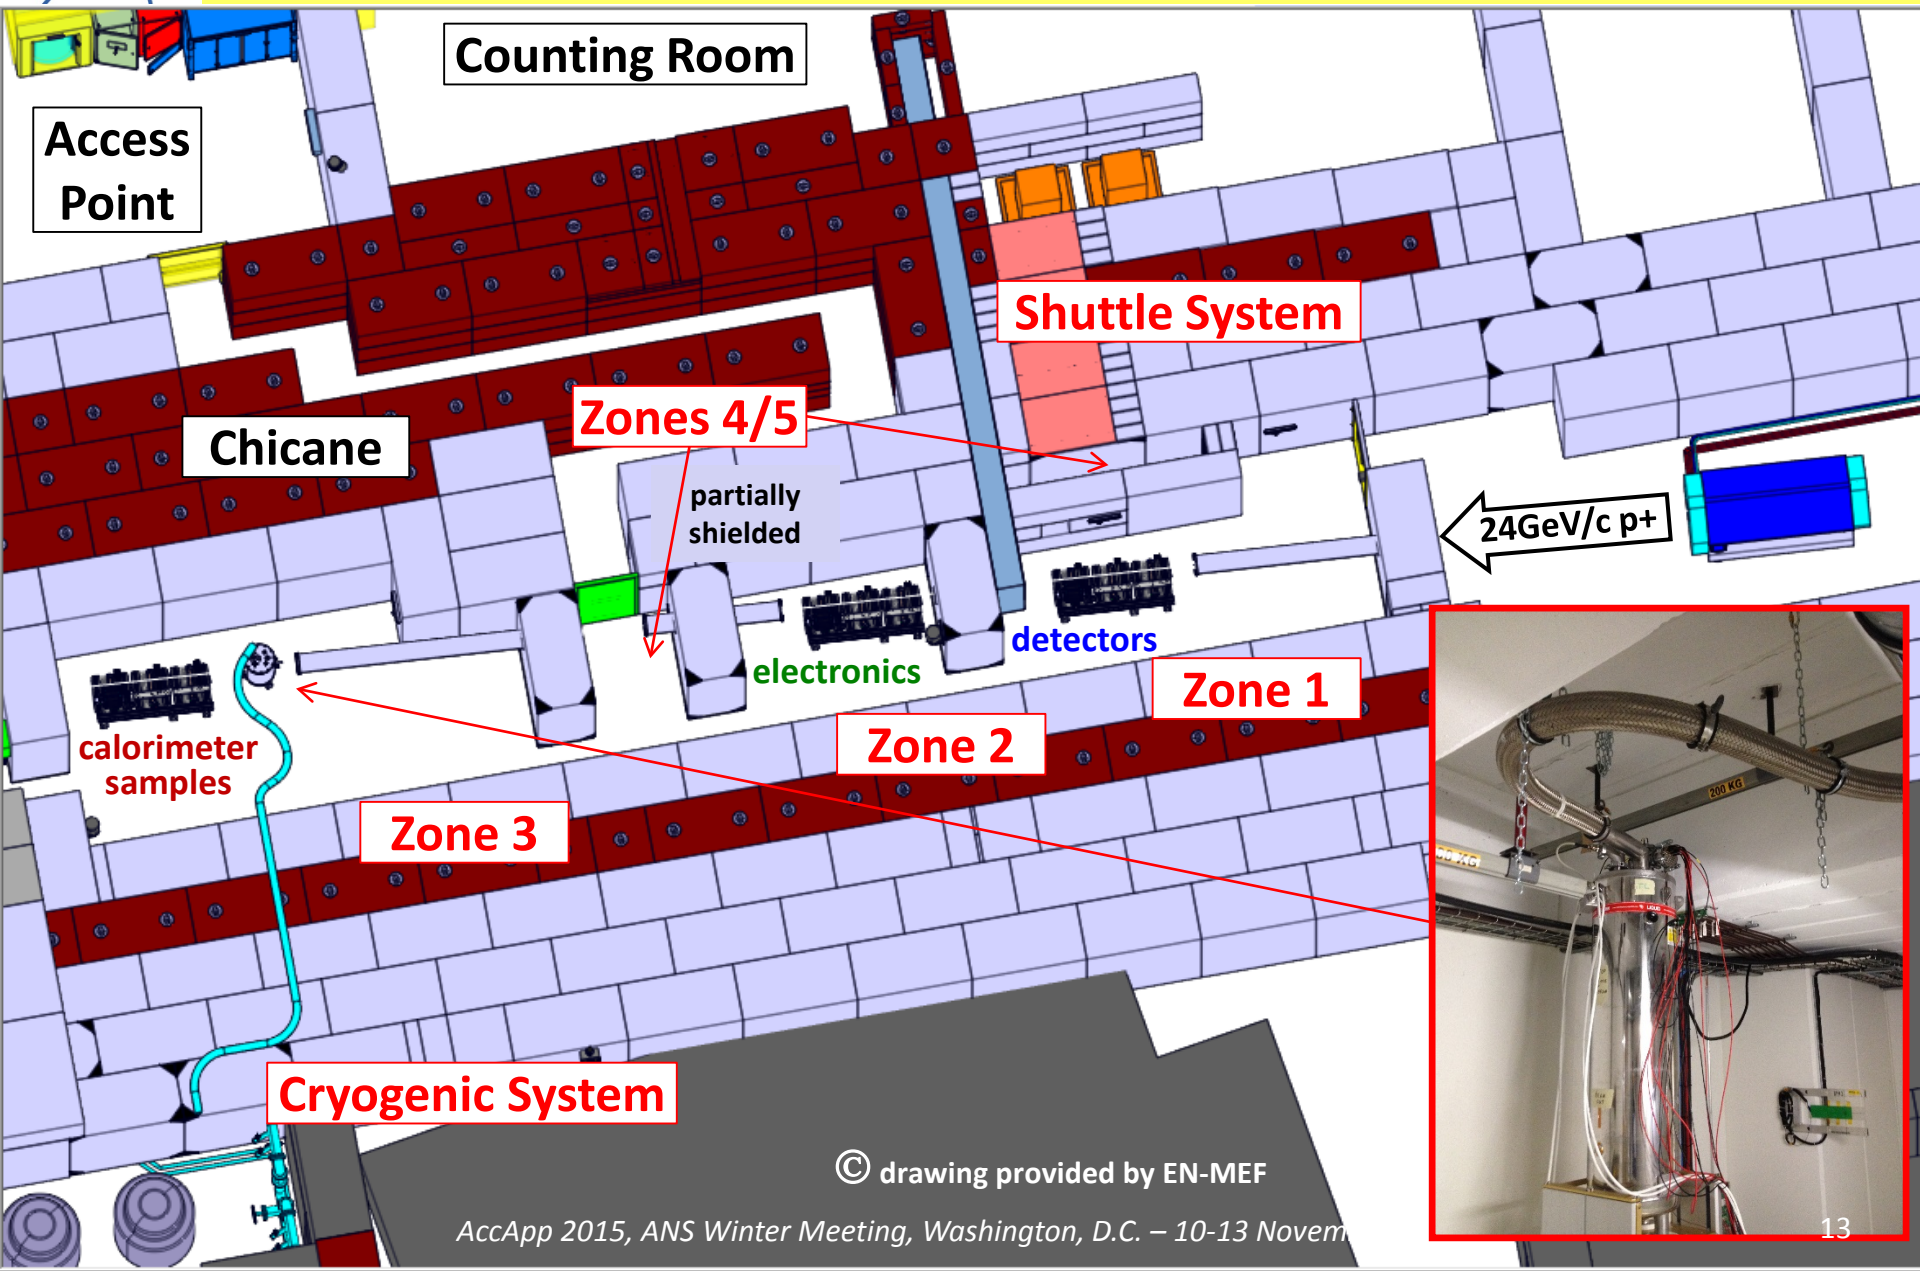 Counting Room
Access
Point
Shuttle System
Zones 4/5
Chicane
partially
shielded
24GeV/c p+
detectors
electronics
Zone 1
Zone 2
calorimeter
samples
Zone 3
200 KG
KG
Cryogenic System
© drawing provided by EN-MEF
AccApp 2015, ANS Winter Meeting, Washington, D.C. – 10-13 Novem
13